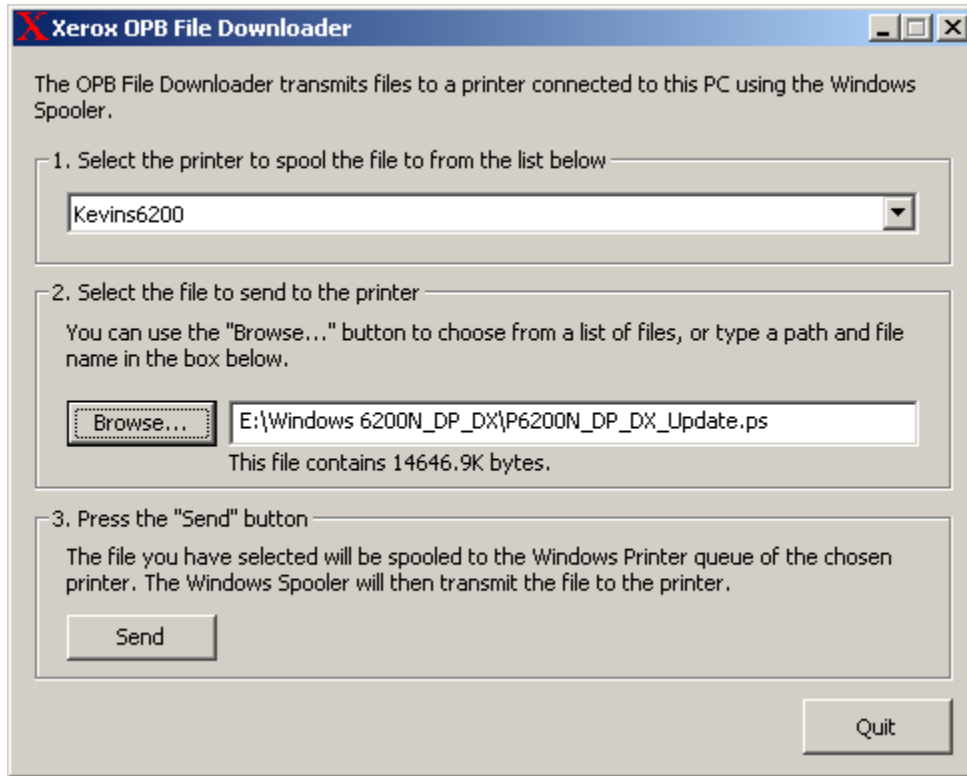 Xerox OPB File Downloader
The OPB File Downloader transmits files to a printer connected to this PC using the Windows
Spooler.
1. Select the printer to spool the file to from the list below
Kevins6200
2. Select the file to send to the printer
You can use the "Browse..." button to choose from a list of files, or type a path and file
name in the box below.
Browse...
E:\Windows 6200N_DP_DX\P6200N_DP_DX_Update.ps
This file contains 14646.9K bytes.
3. Press the "Send" button
The file you have selected will be spooled to the Windows Printer queue of the chosen
printer. The Windows Spooler will then transmit the file to the printer.
Send
Quit